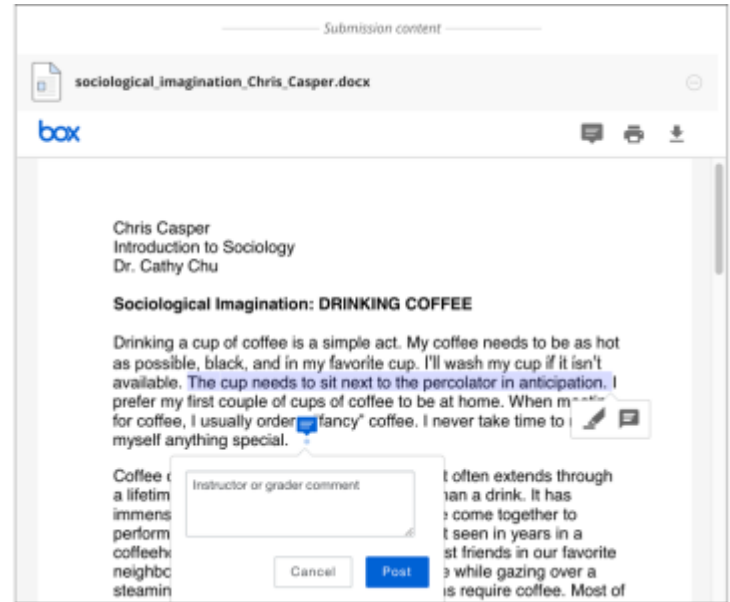 Submission content
sociological_imagination_Chris_Casper.docx
box
Chris Casper
Introduction to Sociology
Dr. Cathy Chu
Sociological Imagination: DRINKING COFFEE
Drinking a cup of coffee is a simple act. My coffee needs to be as hot
as possible, black, and in my favorite cup. I'll wash my cup if it isn't
available. The cup needs to sit next to the percolator in anticipation. I
prefer my first couple of cups of coffee to be at home. When
for coffee, I usually order "fancy" coffee. I never take time to
myself anything special.
Coffee often extends through
a lifetim an a drink. It has
immens come together to
perform t seen in years in a
coffeeh st friends in our favorite
neighbo while gazing over a
steamin s require coffee. Most of
Instructor or grader comment
Cancel Post